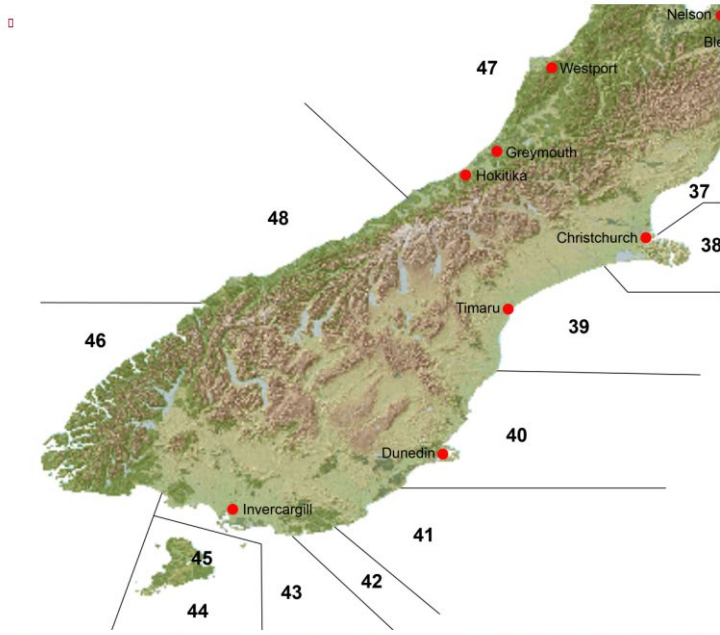 Nelson
Ble
47
Westport
Greymouth
Hokitika
37
48
Christchurch
38
Timaru
39
46
40
Dunedin
Invercargill
41
45
42
43
44